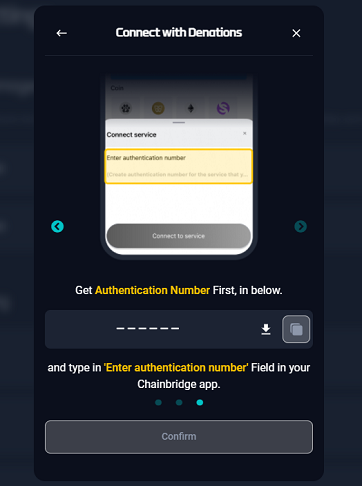 Connect with Denations
Coin
Connect service
Enter authentication number
(Create authentication number for the service that y...
Connect to service
Get Authentication Number First, in below.
and type in 'Enter authentication number' Field in your
Chainbridge app.
Confirm